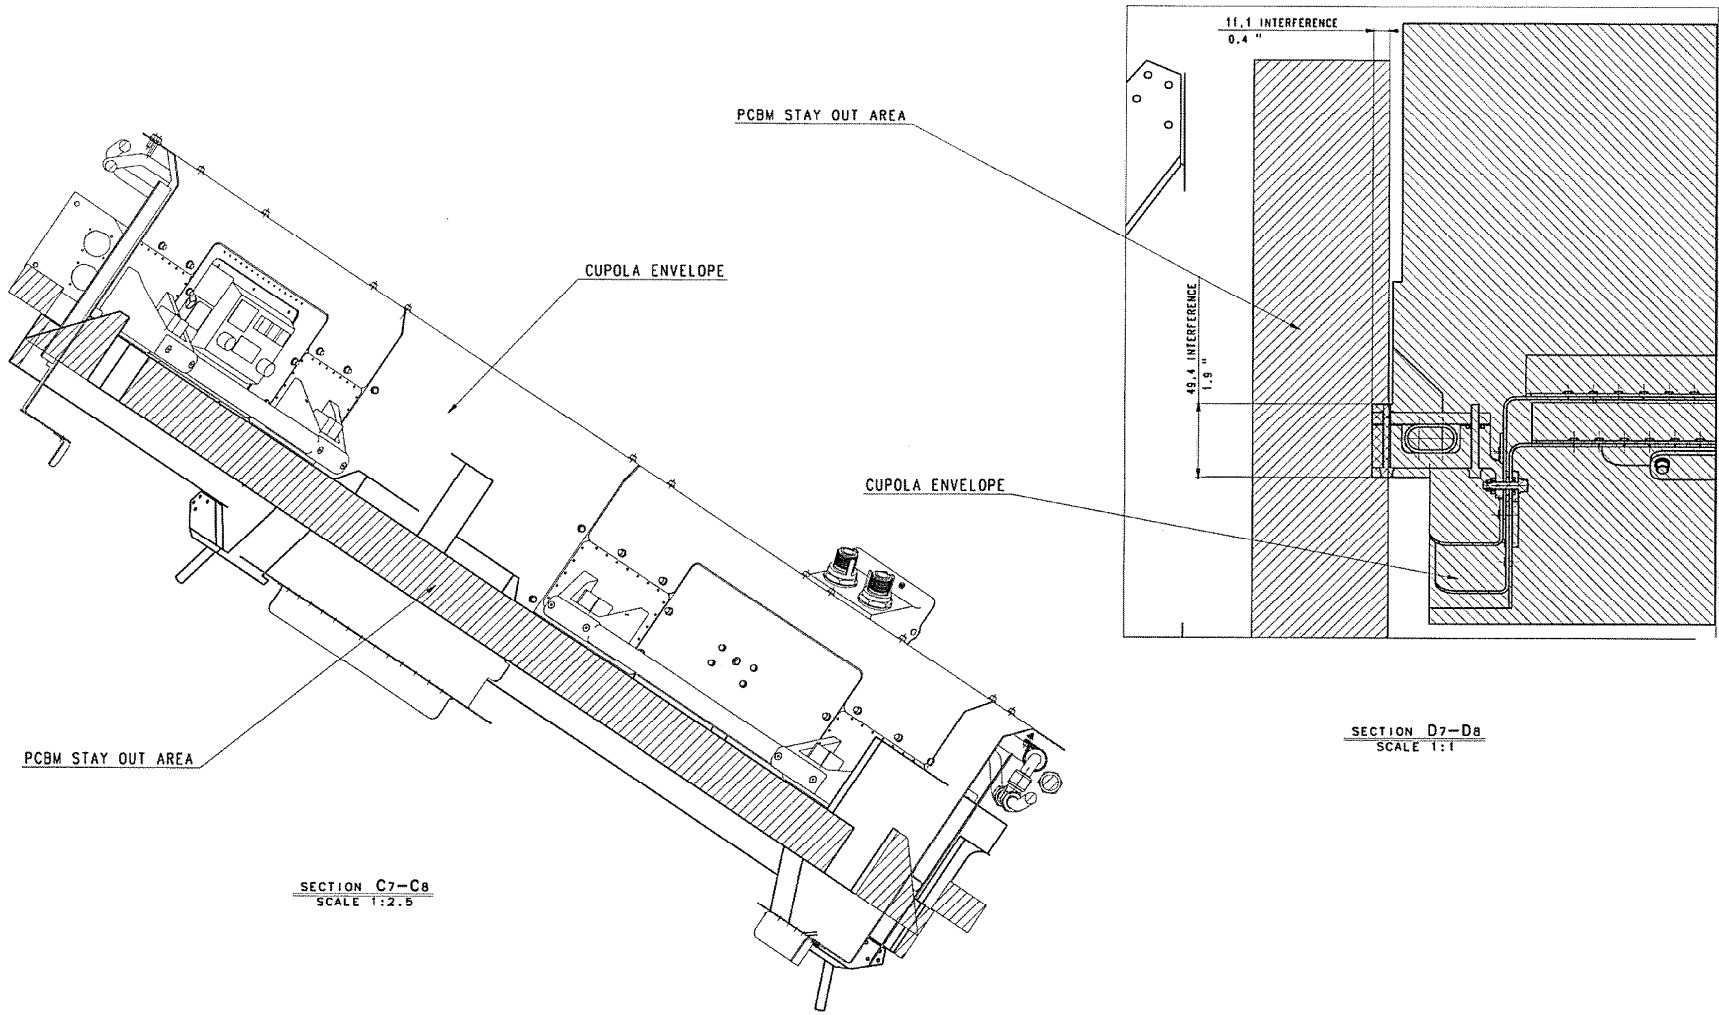 11,1 INTERFERENCE
0.4 "
PCBM STAY OUT AREA
CUPOLA ENVELOPE
49.4 INTERFERENCE
1.9 "
CUPOLA ENVELOPE
PCBM STAY OUT AREA
SECTION D7-D8
SCALE 1:1
SECTION C7-C8
SCALE 1:2.5